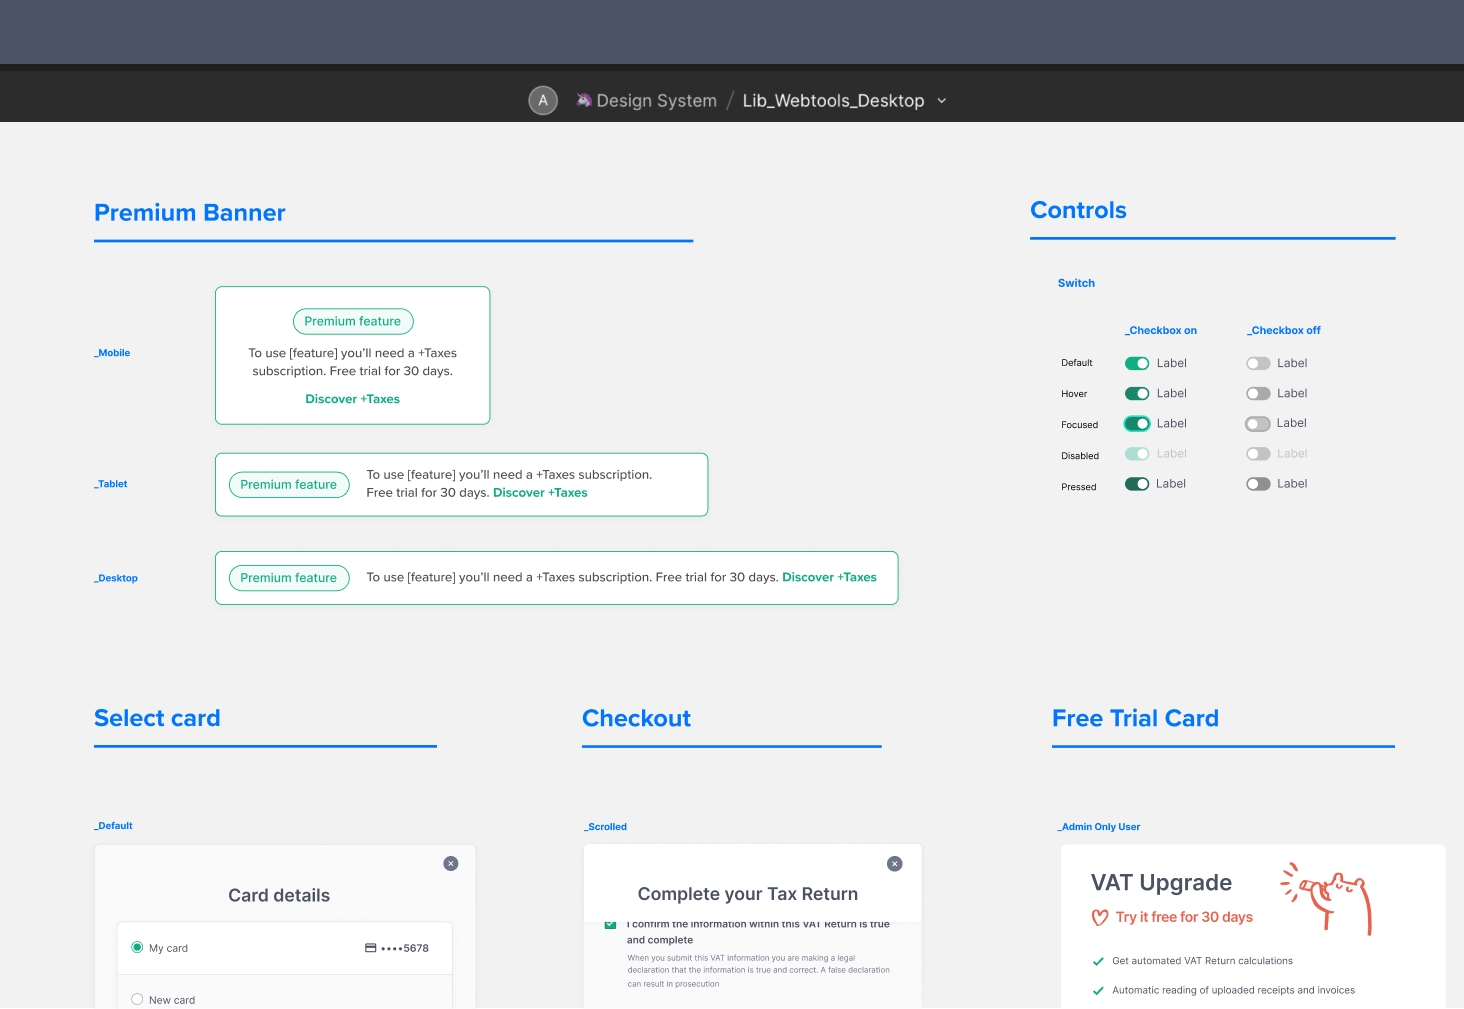 A
Design System / Lib_Webtools_Desktop
Premium Banner
_Mobile
Premium feature
To use [feature] you’ll need a +Taxes
subscription. Free trial for 30 days.
Discover +Taxes
_Tablet
Premium feature
To use [feature] you’ll need a +Taxes subscription.
Free trial for 30 days. Discover +Taxes
_Desktop
Premium feature
To use [feature] you’ll need a +Taxes subscription. Free trial for 30 days. Discover +Taxes
Controls
Switch
_Checkbox on
_Checkbox off
Default
Label
Label
Hover
Label
Label
Focused
Label
Label
Disabled
Label
Label
Pressed
Label
Label
Select card
_Default
Card details
My card
••••5678
New card
Checkout
_Scrolled
Complete your Tax Return
I confirm the information within this VAT Return is true
and complete
When you submit this VAT information you are making a legal
declaration that the information is true and correct. A false declaration
can result in prosecution
Free Trial Card
_Admin Only User
VAT Upgrade
Try it free for 30 days
Get automated VAT Return calculations
Automatic reading of uploaded receipts and invoices